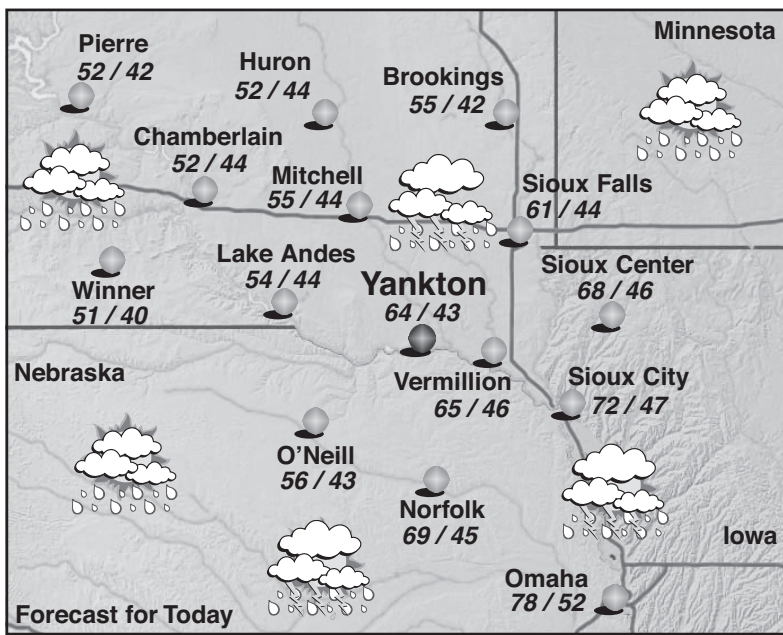 Minnesota
Pierre
52 / 42
Huron
52 / 44
Brookings
55 / 42
Chamberlain
52 / 44
Mitchell
55 / 44
Sioux Falls
61 / 44
Winner
51 / 40
Lake Andes
54 / 44
Yankton
64 / 43
Sioux Center
68 / 46
Nebraska
Vermillion
65 / 46
Sioux City
72 / 47
O'Neill
56 / 43
Norfolk
69 / 45
Iowa
Omaha
78 / 52
Forecast for Today